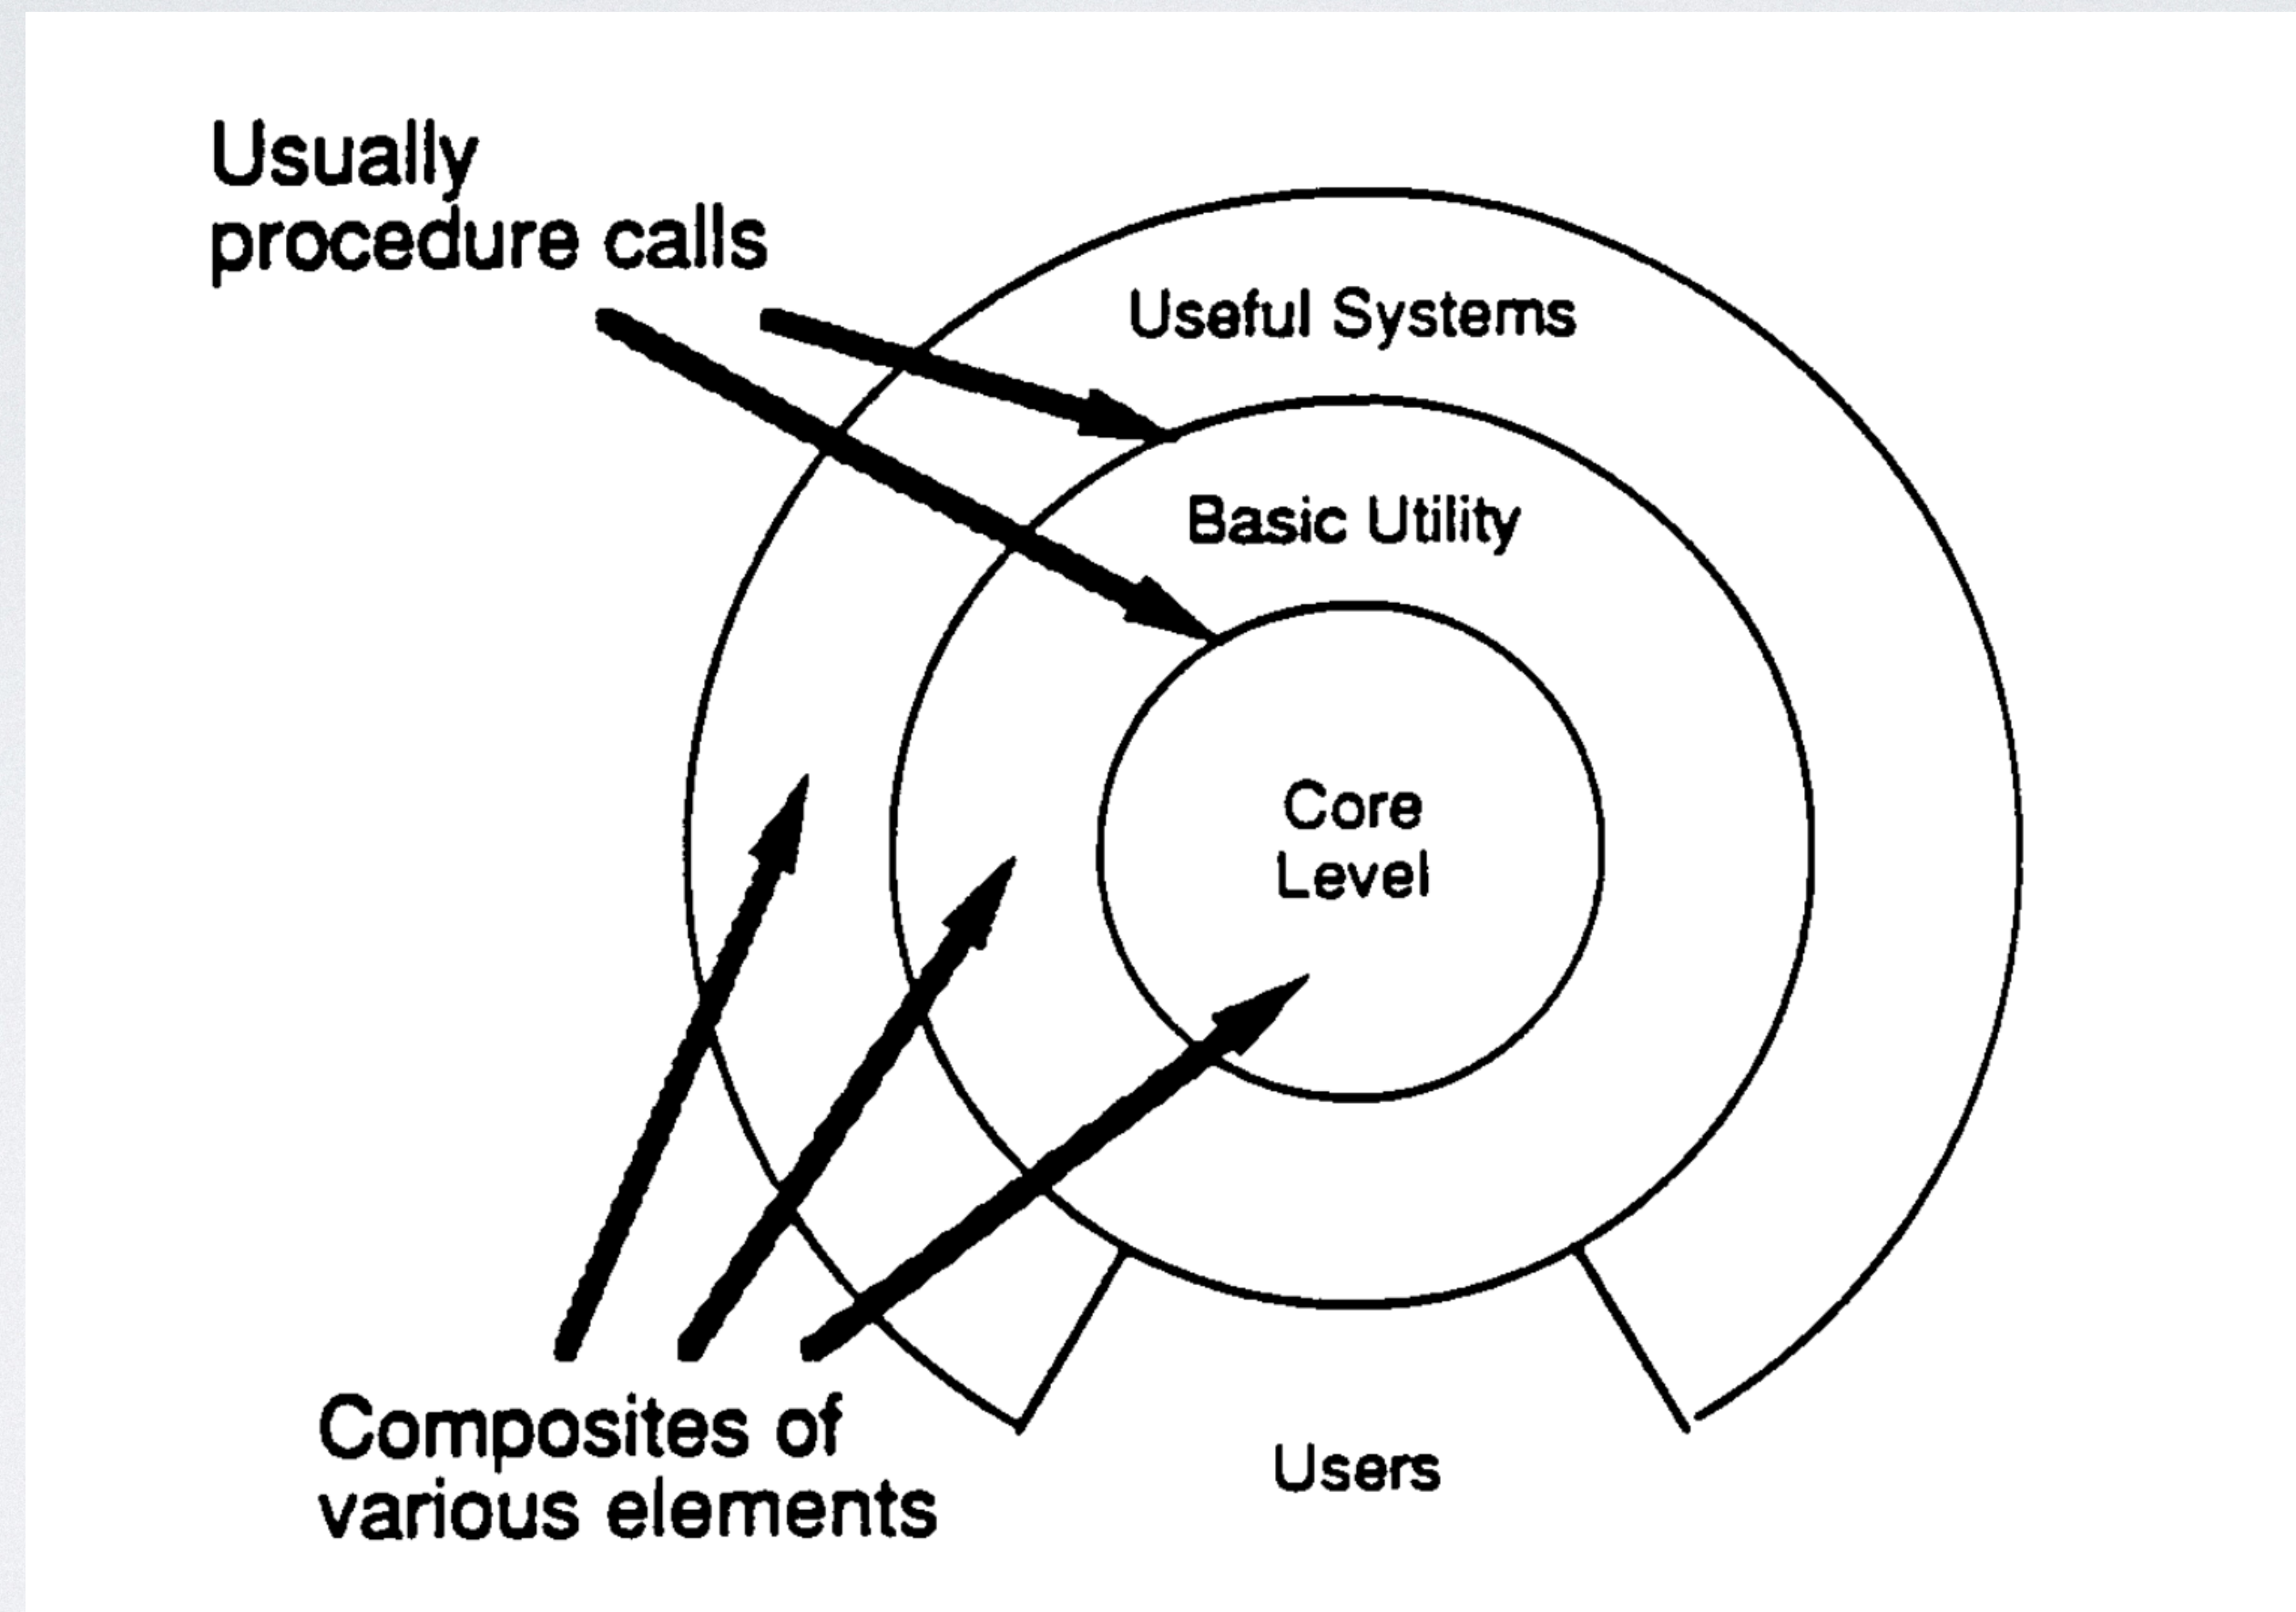 Usually
procedure calls
Useful Systems
Basic Utility
Core
Level
Composites of
various elements
Users